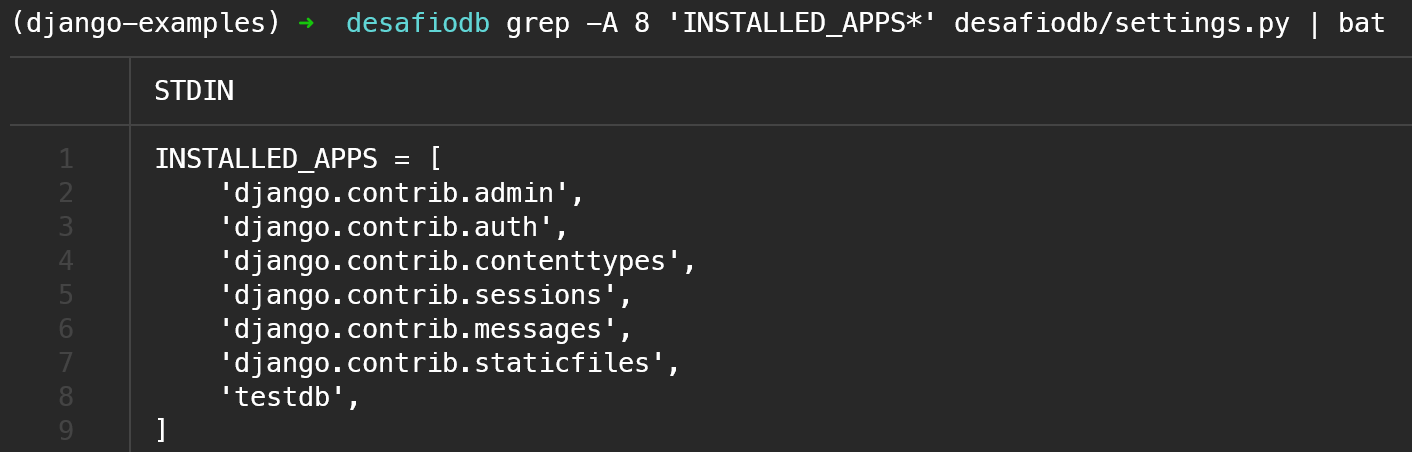 (django-examples) ➜  desafiodb grep -A 8 'INSTALLED_APPS*' desafiodb/settings.py | bat
STDIN
1 INSTALLED_APPS = [
2     'django.contrib.admin',
3     'django.contrib.auth',
4     'django.contrib.contenttypes',
5     'django.contrib.sessions',
6     'django.contrib.messages',
7     'django.contrib.staticfiles',
8     'testdb',
9 ]